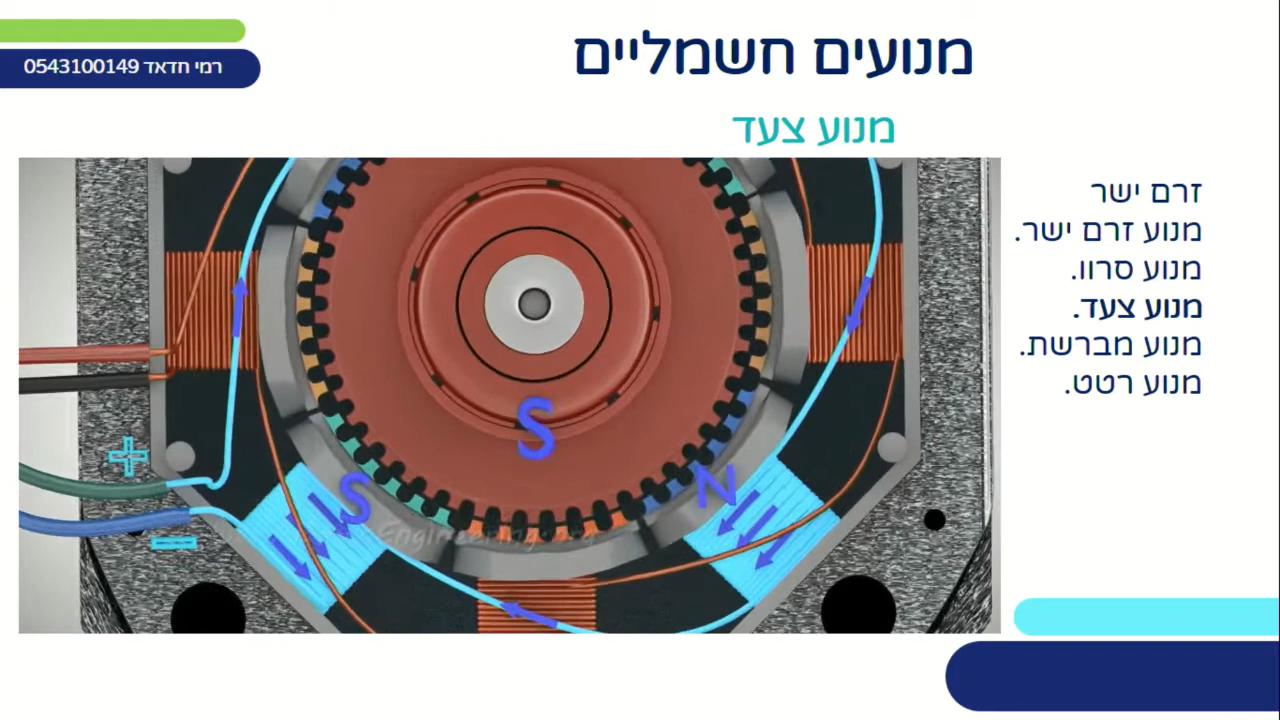 מנועים חשמליים
רמי חדאד 0543100149
מנוע צעד
זרם ישר
מנוע זרם ישר.
מנוע סרוו.
מנוע צעד.
מנוע מברשת.
מנוע רטט.
S
S
N
+
Engineering